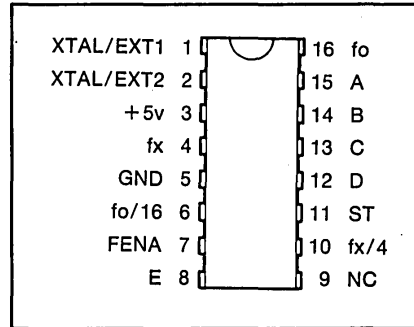 XTAL/EXT1 1 16 fo
XTAL/EXT2 2 15 A
+5v 3 14 B
fx 4 13 C
GND 5 12 D
fo/16 6 11 ST
FENA 7 10 fx/4
E 8 9 NC